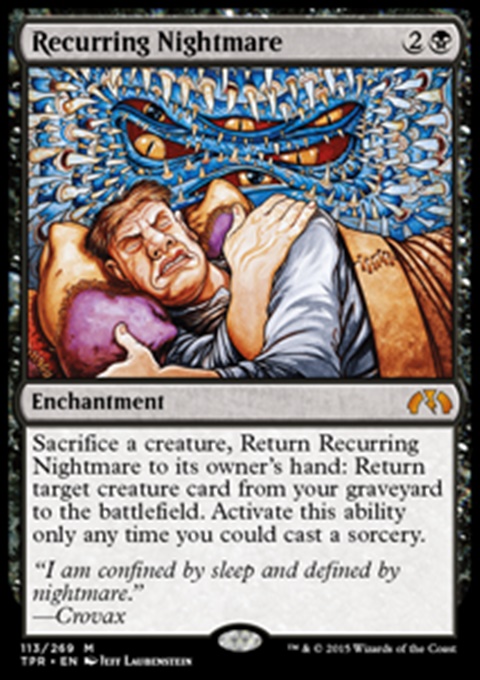 Recurring Nightmare 2
Enchantment
Sacrifice a creature, Return Recurring
Nightmare to its owner's hand: Return
target creature card from your graveyard
to the battlefield. Activate this ability
only any time you could cast a sorcery.
"I am confined by sleep and defined by
nightmare."
—Crovax
113/269 M
TPR • EN Jeff Laubenstein
™ & © 2015 Wizards of the Coast